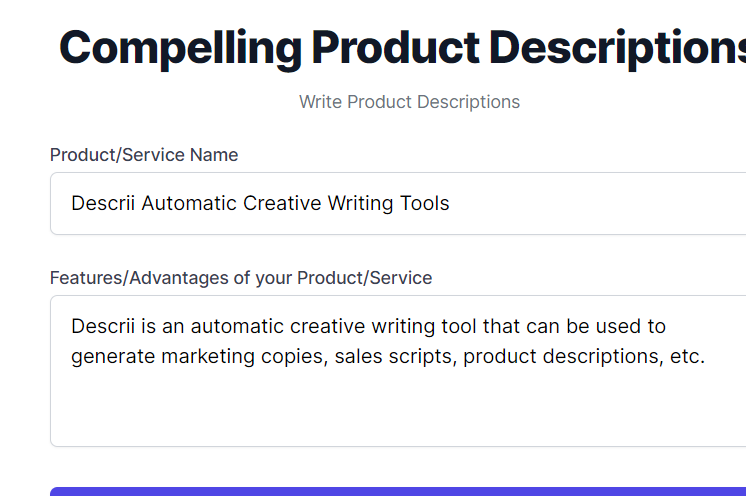 Compelling Product Descriptions
Write Product Descriptions
Product/Service Name
Descrii Automatic Creative Writing Tools
Features/Advantages of your Product/Service
Descrii is an automatic creative writing tool that can be used to
generate marketing copies, sales scripts, product descriptions, etc.